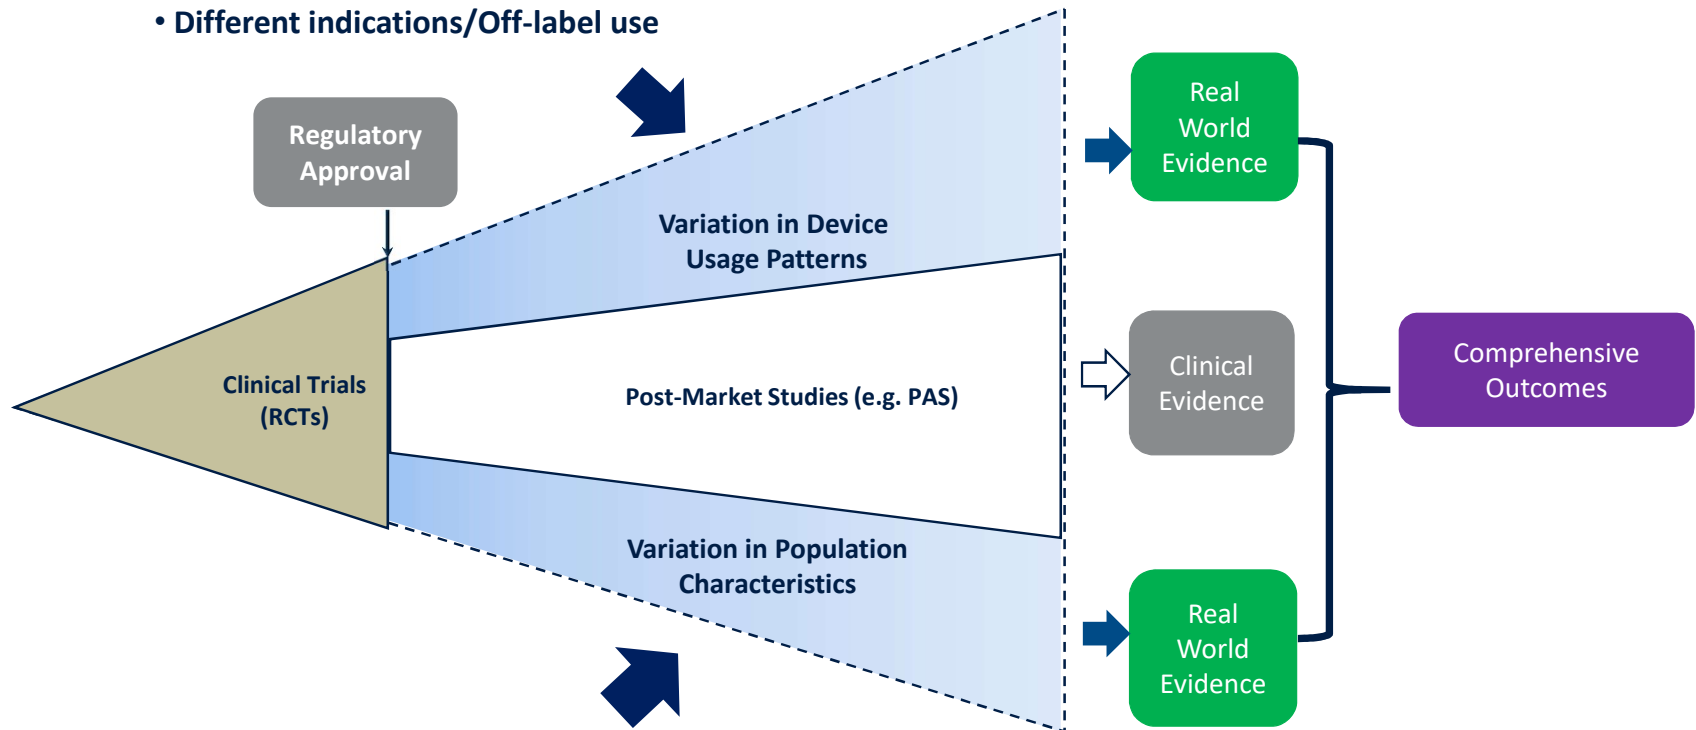 • Different indications/Off-label use
Regulatory
Approval
Variation in Device
Usage Patterns
Clinical Trials
(RCTs)
Post-Market Studies (e.g. PAS)
Variation in Population
Characteristics
Real
World
Evidence
Clinical
Evidence
Real
World
Evidence
Comprehensive
Outcomes